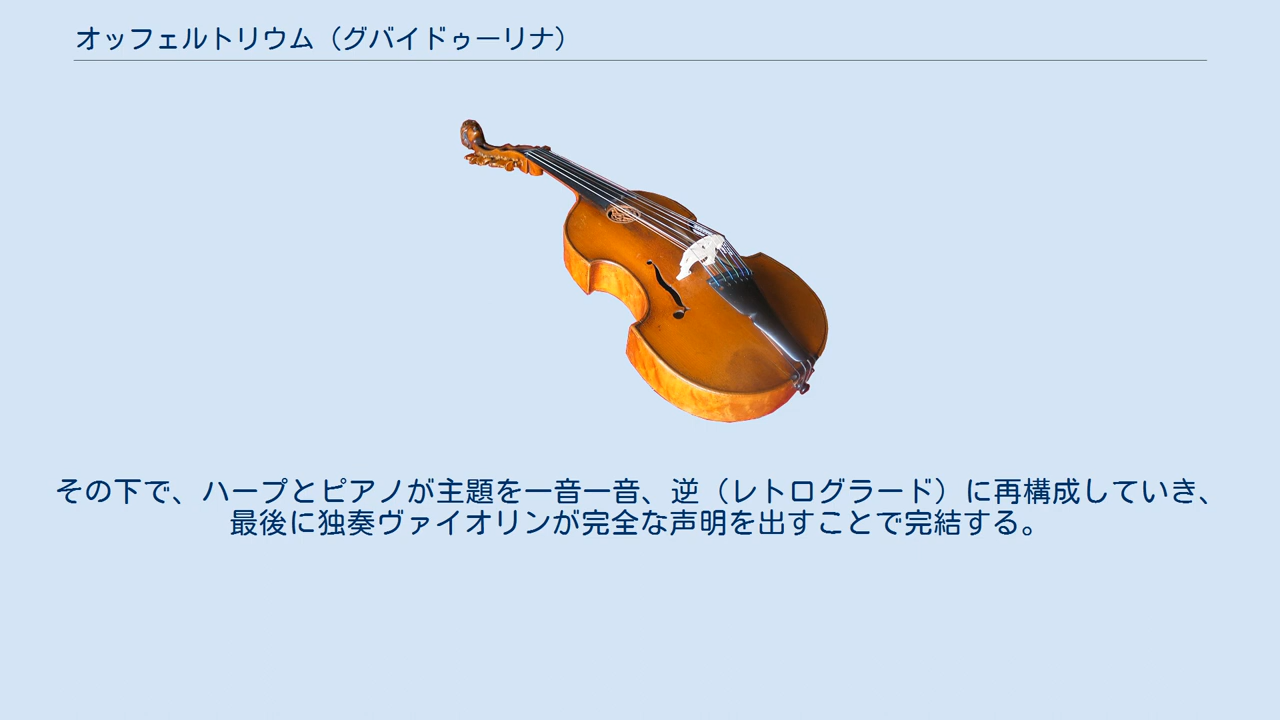 オッフェルトリウム（グバイドゥーリナ）
その下で、ハープとピアノが主題を一音一音、逆（レトログラード）に再構成していき、
最後に独奏ヴァイオリンが完全な声明を出すことで完結する。